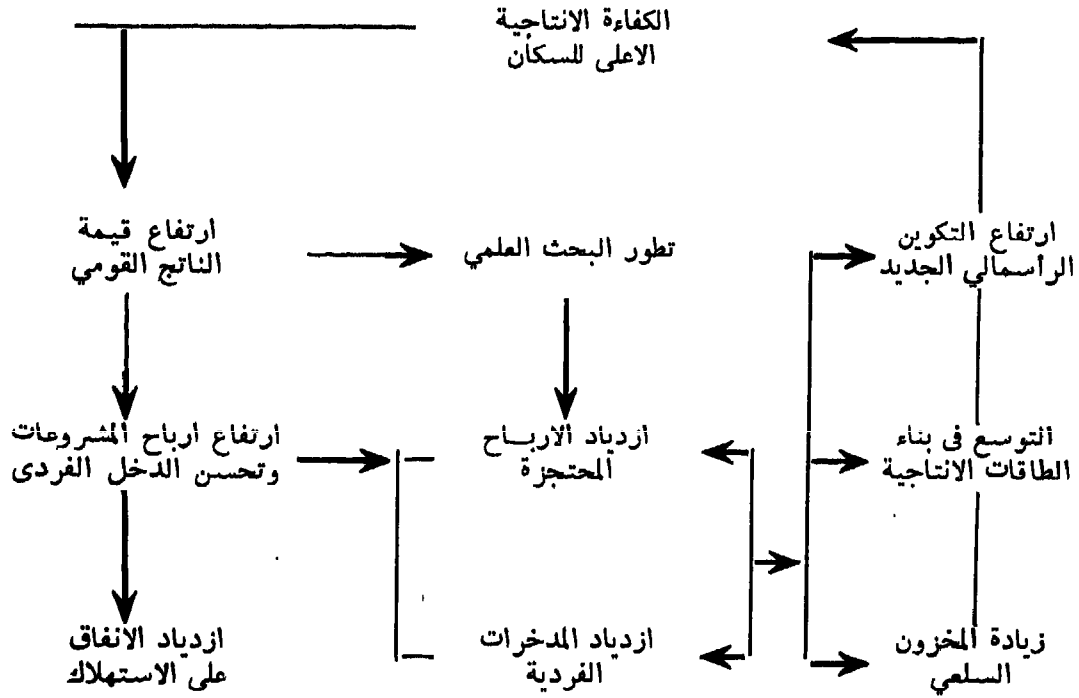 الكفاءة الانتاجية
الاعلى للسكان
ارتفاع التكوين
الرأسمالي الجديد
تطور البحث العلمي
ارتفاع قيمة
الناتج القومي
التوسع فى بناء
الطاقات الانتاجية
ازدياد الاربــاح
المحتجزة
ارتفاع ارباح المشروعات
وتحسن الدخل الفردى
زيادة المخزون
السلعي
ازدياد المدخرات
الفردية
ازدياد الانفاق
على الاستهلاك